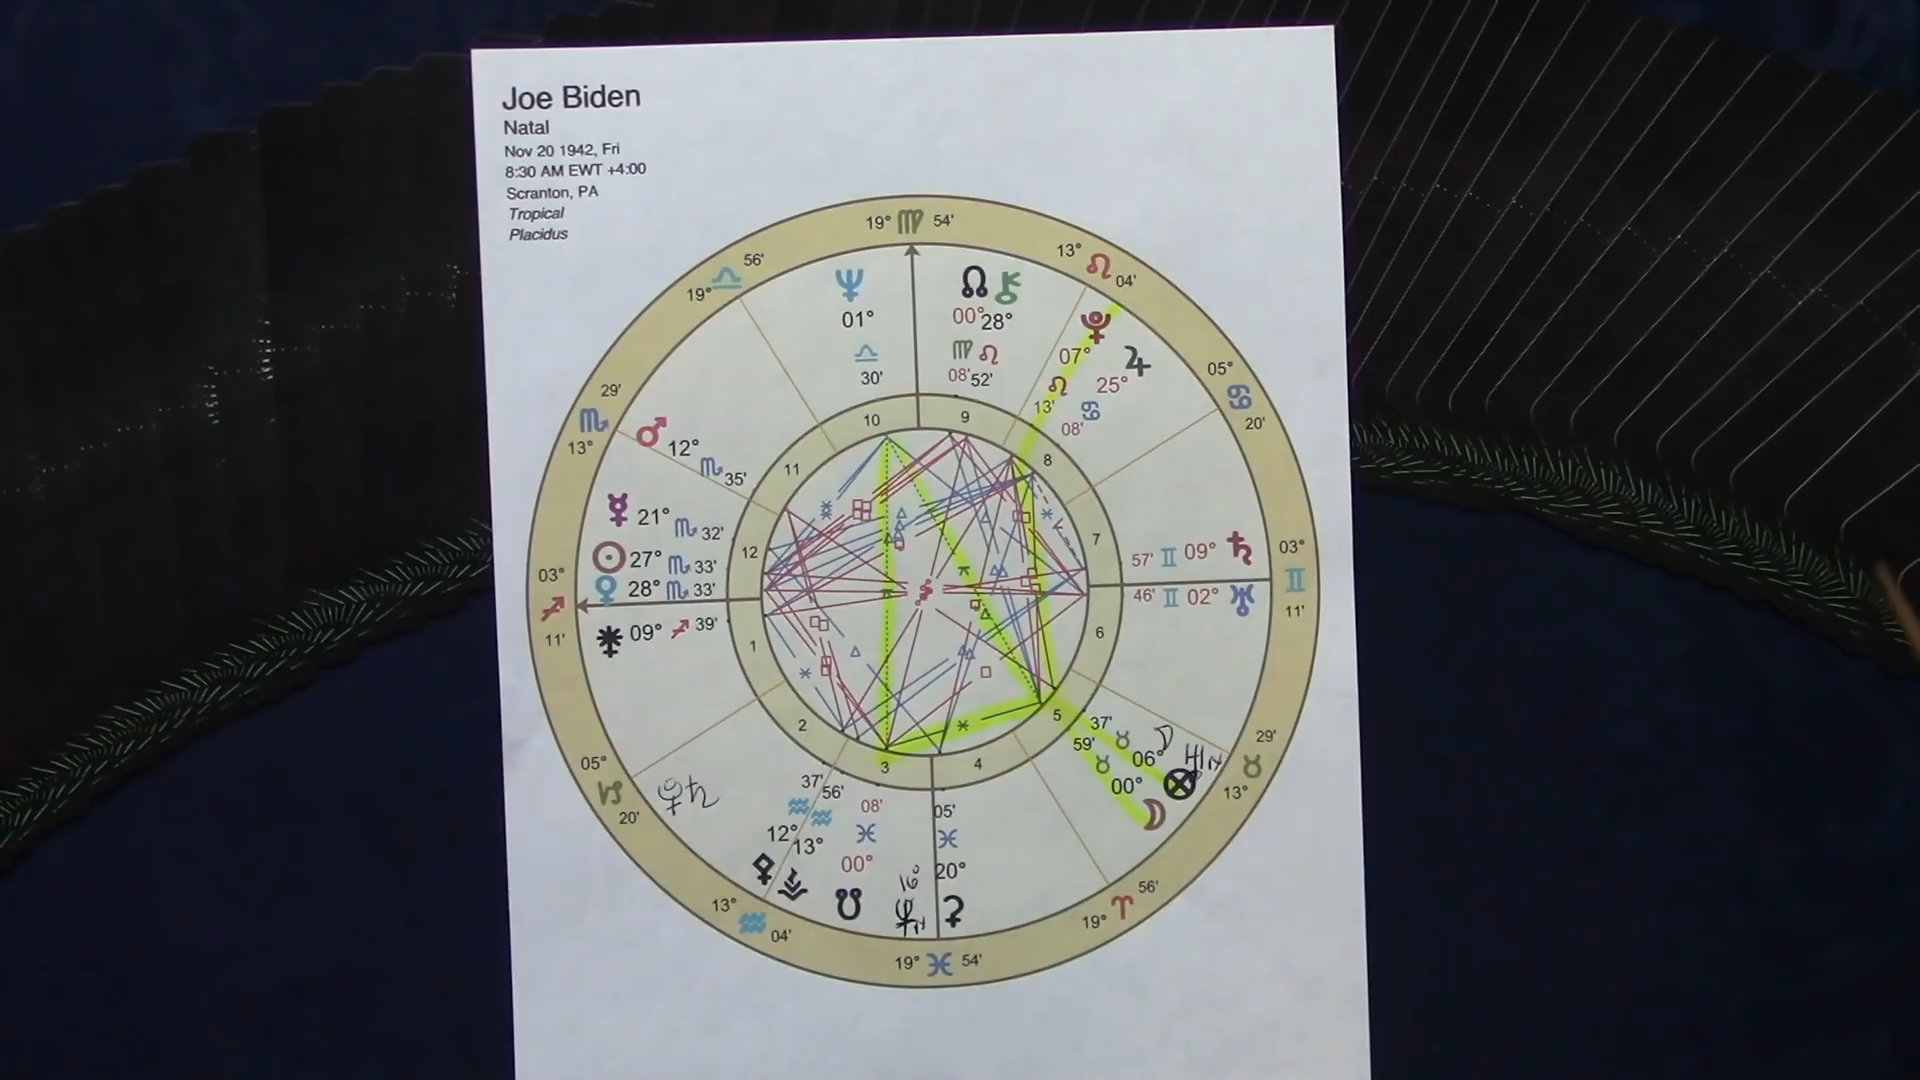 Joe Biden
Natal
Nov 20 1942, Fri
8:30 AM EWT +4:00
Scranton, PA
Tropical
Placidus
19° ♍ 54'
13° ♌ 04'
05° ♋ 20'
03° ♊ 11'
29' ♉ 13°
19° ♈ 56'
19° ♓ 54'
13° ♒ 04'
05° ♑ 20'
03° ♐ 11'
29' ♏ 13°
19° ♎ 56'
♆ 01° ♎ 30'
☊ 00° ♍ 08'
⚷ 28° ♌ 52'
♇ 07° ♌ 13'
♃ 25° ♋ 08'
♂ 12° ♏ 35'
☿ 21° ♏ 32'
☉ 27° ♏ 33'
♀ 28° ♏ 33'
⚵ 09° ♐ 39'
57' ♊ 09° ♄
46' ♊ 02° ♅
37' ♉ 06° ⊗
59' ♉ 00° ☽
37' ♒ 12° ⚴
56' ♒ 13° ⚶
08' ♓ 00° ☋
05' ♓ 20° ⚳
16°
10
9
11
8
12
7
1
6
2
5
3
4